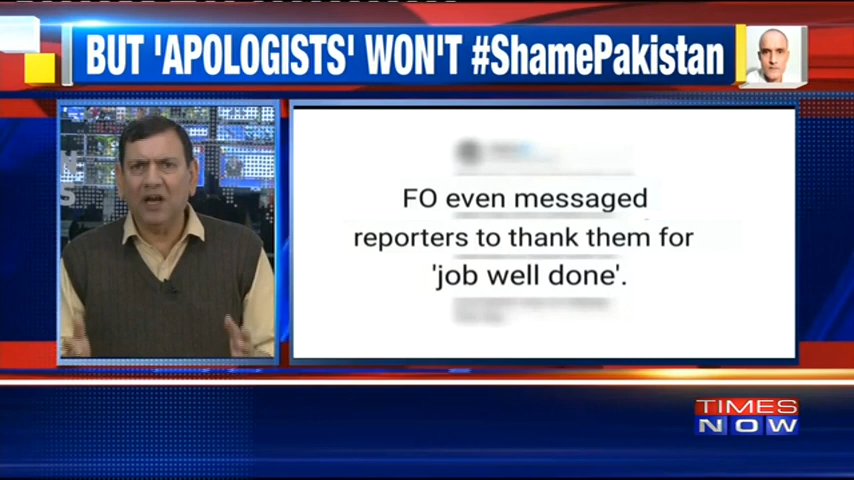 BUT 'APOLOGISTS' WON'T #ShamePakistan
FO even messaged
reporters to thank them for
'job well done'.
TIMES
NOW